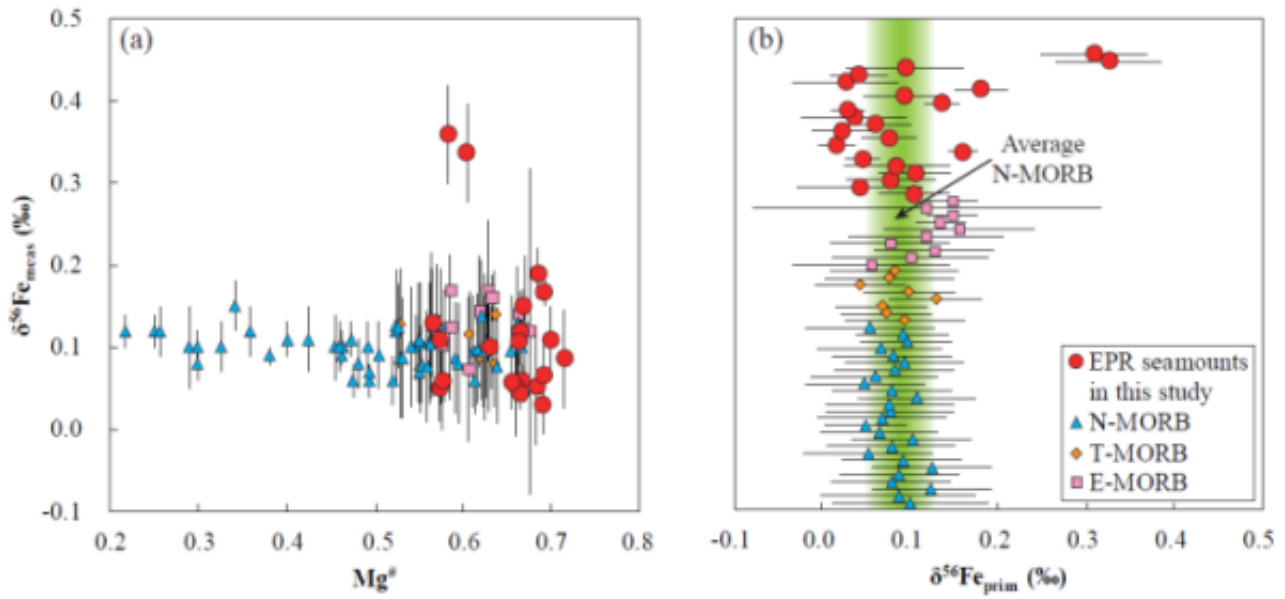 (a)
0.5
0.4
0.3
0.2
0.1
0.0
-0.1
δ⁵⁶Fe_meas (‰)
0.2 0.3 0.4 0.5 0.6 0.7 0.8
Mg#
(b)
Average
N-MORB
EPR seamounts
in this study
N-MORB
T-MORB
E-MORB
-0.1 0.0 0.1 0.2 0.3 0.4 0.5
δ⁵⁶Fe_prim (‰)